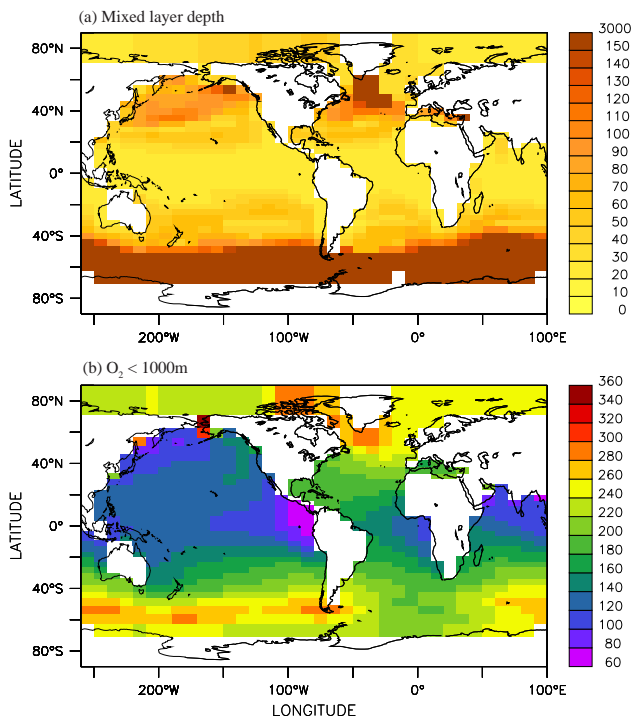 (a) Mixed layer depth
80°N
40°N
0°
40°S
80°S
LATITUDE
200°W
100°W
0°
100°E
3000
150
140
130
120
110
100
90
80
70
60
50
40
30
20
10
0
(b) O₂ < 1000m
80°N
40°N
0°
40°S
80°S
LATITUDE
200°W
100°W
0°
100°E
LONGITUDE
360
340
320
300
280
260
240
220
200
180
160
140
120
100
80
60